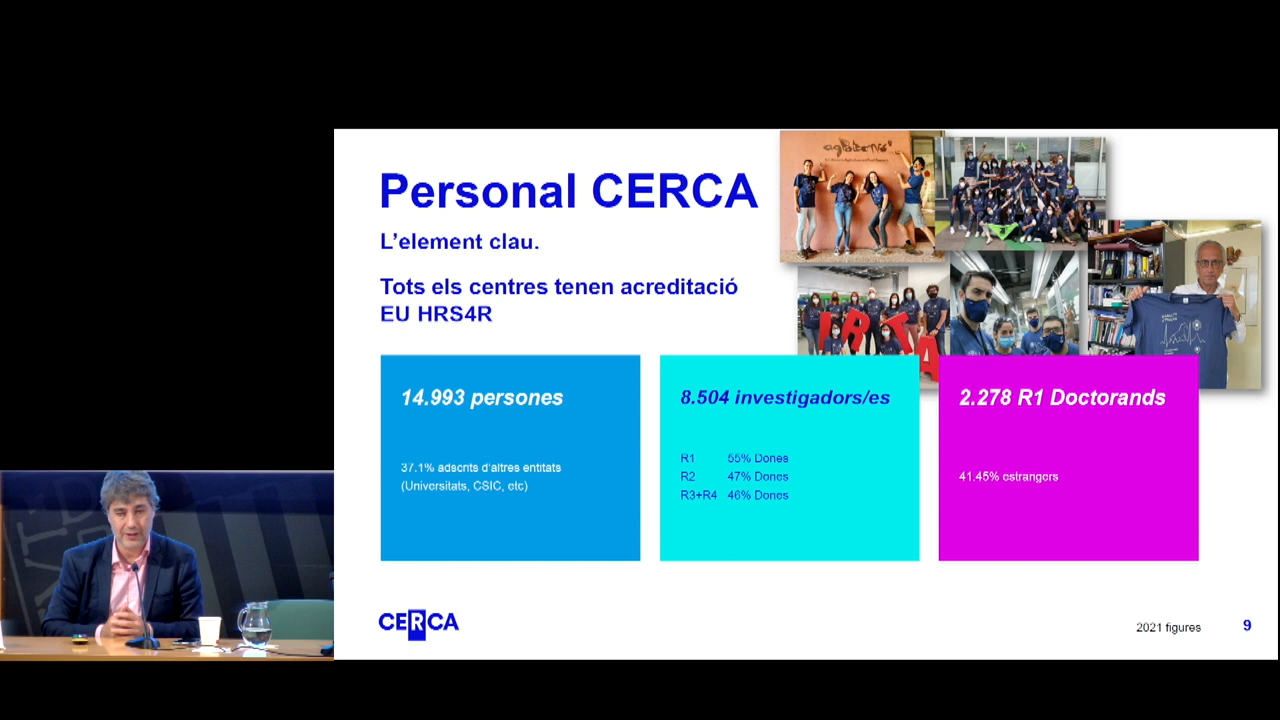 Personal CERCA
L'element clau.
Tots els centres tenen acreditació
EU HRS4R
IRTA
14.993 persones
37.1% adscrits d'altres entitats
(Universitats, CSIC, etc)
8.504 investigadors/es
R1 55% Dones
R2 47% Dones
R3+R4 46% Dones
2.278 R1 Doctorands
41.45% estrangers
CERCA
2021 figures
9